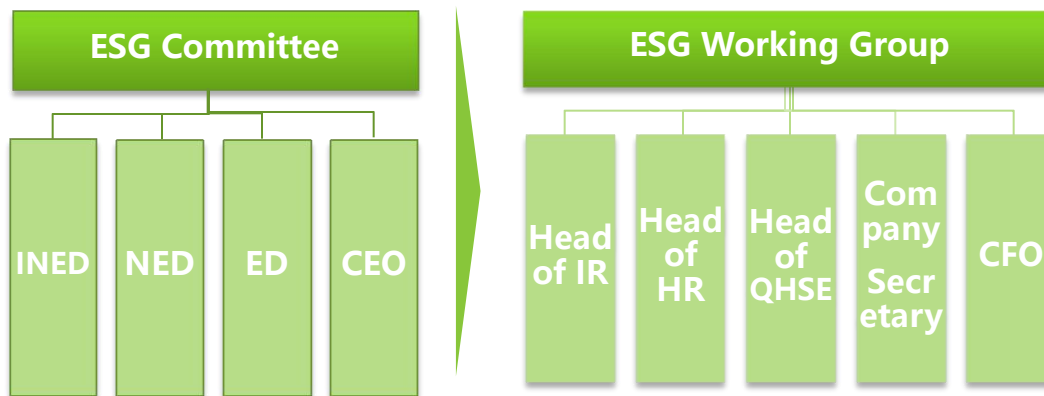 ESG Committee
INED
NED
ED
CEO
ESG Working Group
Head
of IR
Head
of
HR
Head
of
QHSE
Com
pany
Secr
etary
CFO